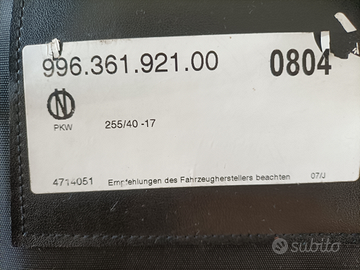 996.361.921.00 0804
N
PKW 255/40 -17
4714051 Empfehlungen des Fahrzeugherstellers beachten 07/J
subito